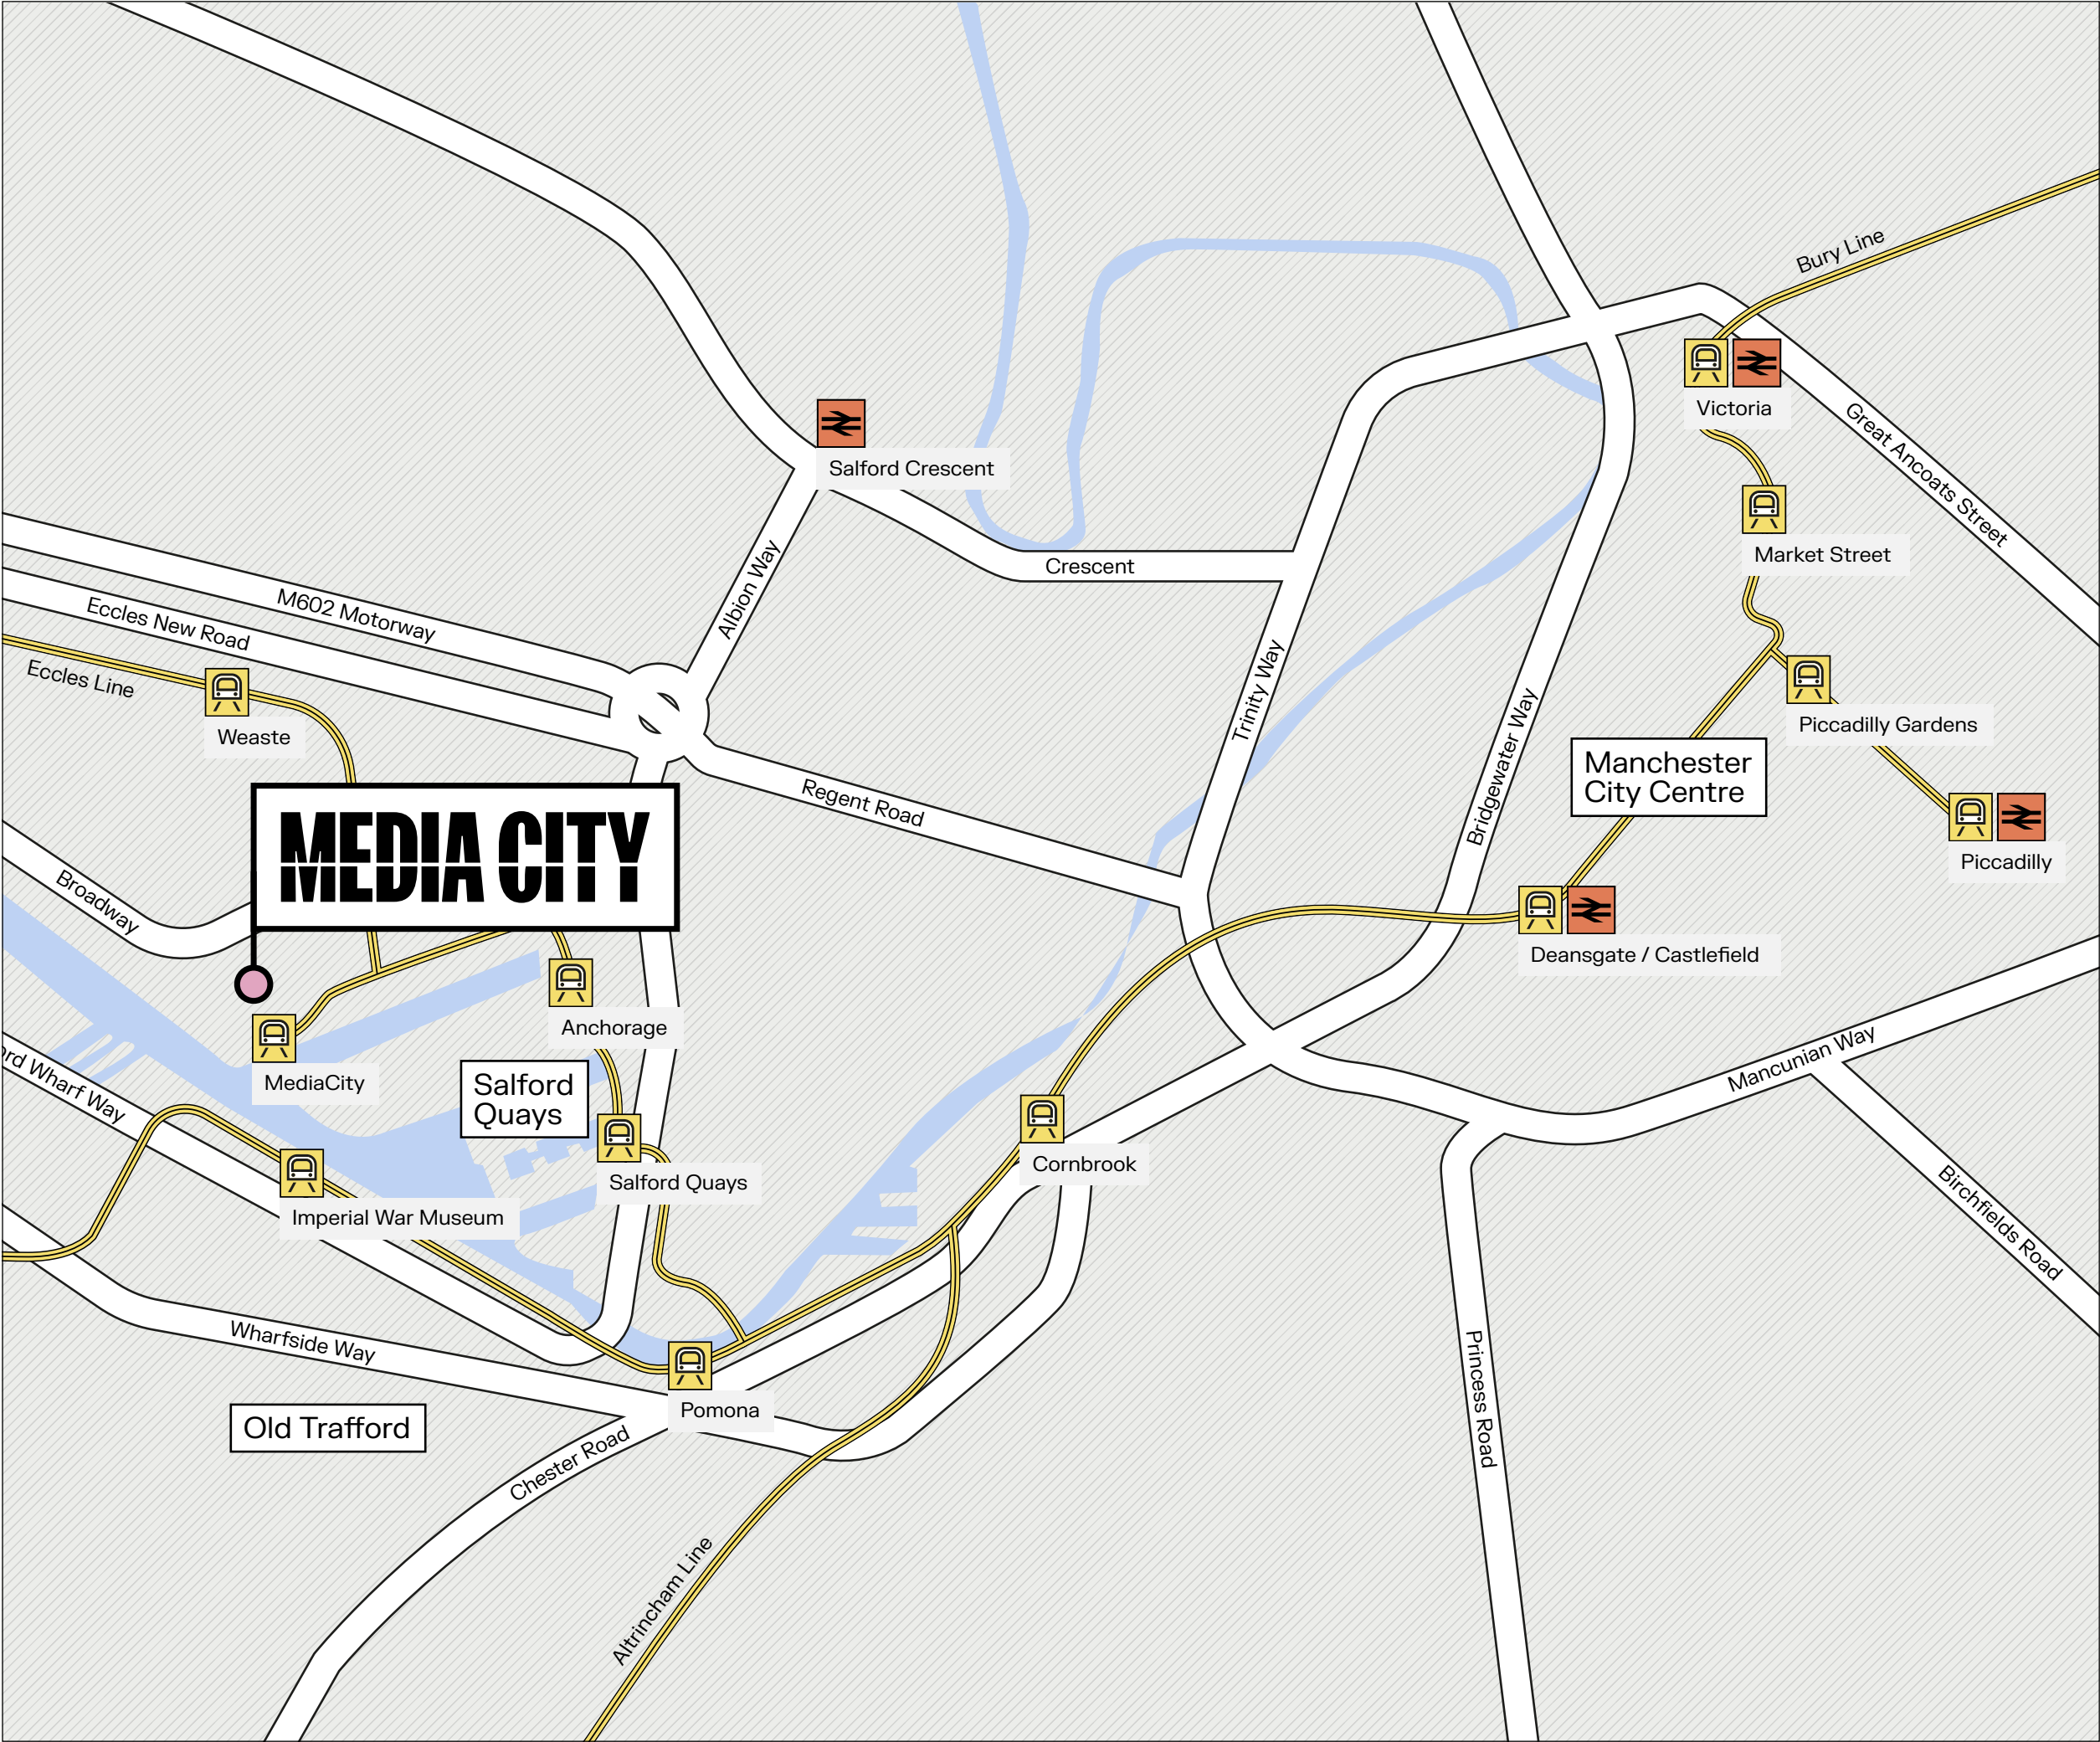 Bury Line
Victoria
Great Ancoats Street
Salford Crescent
Market Street
Crescent
Albion Way
M602 Motorway
Eccles New Road
Eccles Line
Weaste
Trinity Way
Bridgewater Way
Piccadilly Gardens
Manchester
City Centre
Regent Road
MEDIA CITY
Piccadilly
Broadway
Deansgate / Castlefield
Anchorage
MediaCity
Salford
Quays
ord Wharf Way
Mancunian Way
Cornbrook
Salford Quays
Imperial War Museum
Birchfields Road
Wharfside Way
Princess Road
Pomona
Old Trafford
Chester Road
Altrincham Line